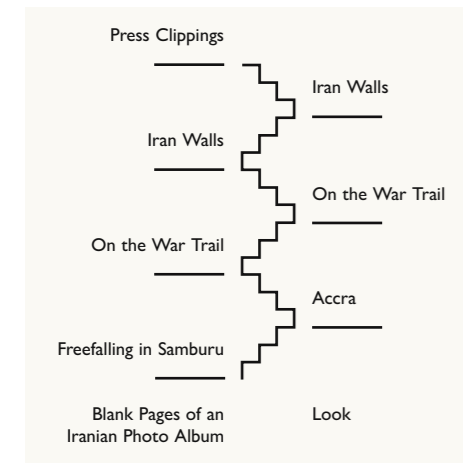 Press Clippings
Iran Walls
Iran Walls
On the War Trail
On the War Trail
Accra
Freefalling in Samburu
Blank Pages of an
Iranian Photo Album
Look